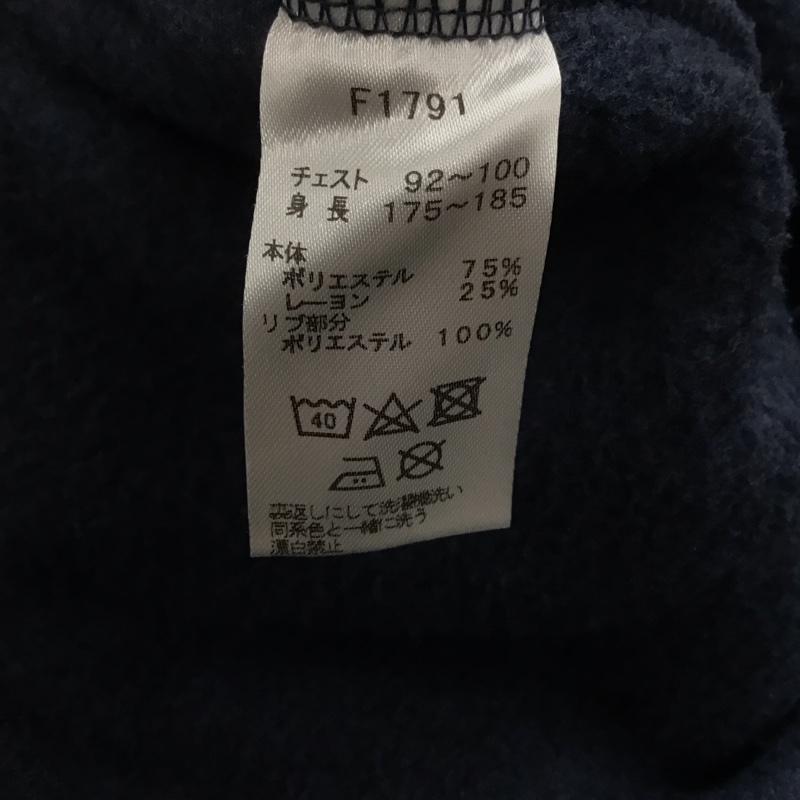 F1791
チェスト 92～100
身長 175～185
本体
ポリエステル 75%
レーヨン 25%
リブ部分
ポリエステル 100%
40
裏返しにして洗濯機洗い
同系色と一緒に洗う
漂白禁止